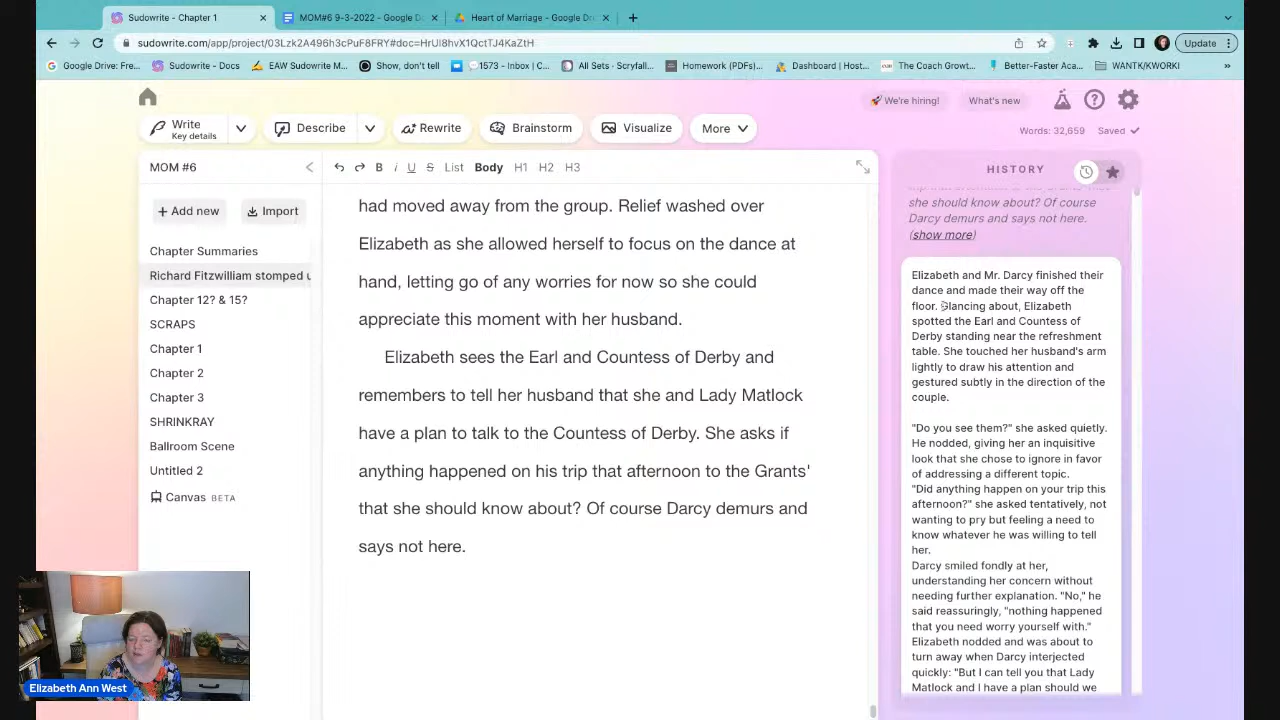 Sudowrite - Chapter 1
MOM#6 9-3-2022 - Google D
Heart of Marriage - Google Dr
sudowrite.com/app/project/03Lzk2A496h3cPuF8FRY#doc=HrUl8hvX1QctTJ4KaZtH
Update
Google Drive: Fre...
Sudowrite - Docs
EAW Sudowrite M...
Show, don't tell
1573 - Inbox | C...
All Sets · Scryfall...
Homework (PDFs)...
Dashboard | Host...
The Coach Growt...
Better-Faster Aca...
WANTK/KWORKI
»
We're hiring!
What's new
Write
Key details
Describe
Rewrite
Brainstorm
Visualize
More
Words: 32,659
Saved
MOM #6
B i U S List Body H1 H2 H3
HISTORY
+ Add new
Import
Chapter Summaries
Richard Fitzwilliam stomped u
Chapter 12? & 15?
SCRAPS
Chapter 1
Chapter 2
Chapter 3
SHRINKRAY
Ballroom Scene
Untitled 2
Canvas BETA
had moved away from the group. Relief washed over
Elizabeth as she allowed herself to focus on the dance at
hand, letting go of any worries for now so she could
appreciate this moment with her husband.
Elizabeth sees the Earl and Countess of Derby and
remembers to tell her husband that she and Lady Matlock
have a plan to talk to the Countess of Derby. She asks if
anything happened on his trip that afternoon to the Grants'
that she should know about? Of course Darcy demurs and
says not here.
she should know about? Of course
Darcy demurs and says not here.
(show more)
Elizabeth and Mr. Darcy finished their
dance and made their way off the
floor. Glancing about, Elizabeth
spotted the Earl and Countess of
Derby standing near the refreshment
table. She touched her husband's arm
lightly to draw his attention and
gestured subtly in the direction of the
couple.
"Do you see them?" she asked quietly.
He nodded, giving her an inquisitive
look that she chose to ignore in favor
of addressing a different topic.
"Did anything happen on your trip this
afternoon?" she asked tentatively, not
wanting to pry but feeling a need to
know whatever he was willing to tell
her.
Darcy smiled fondly at her,
understanding her concern without
needing further explanation. "No," he
said reassuringly, "nothing happened
that you need worry yourself with."
Elizabeth nodded and was about to
turn away when Darcy interjected
quickly: "But I can tell you that Lady
Matlock and I have a plan should we
Elizabeth Ann West